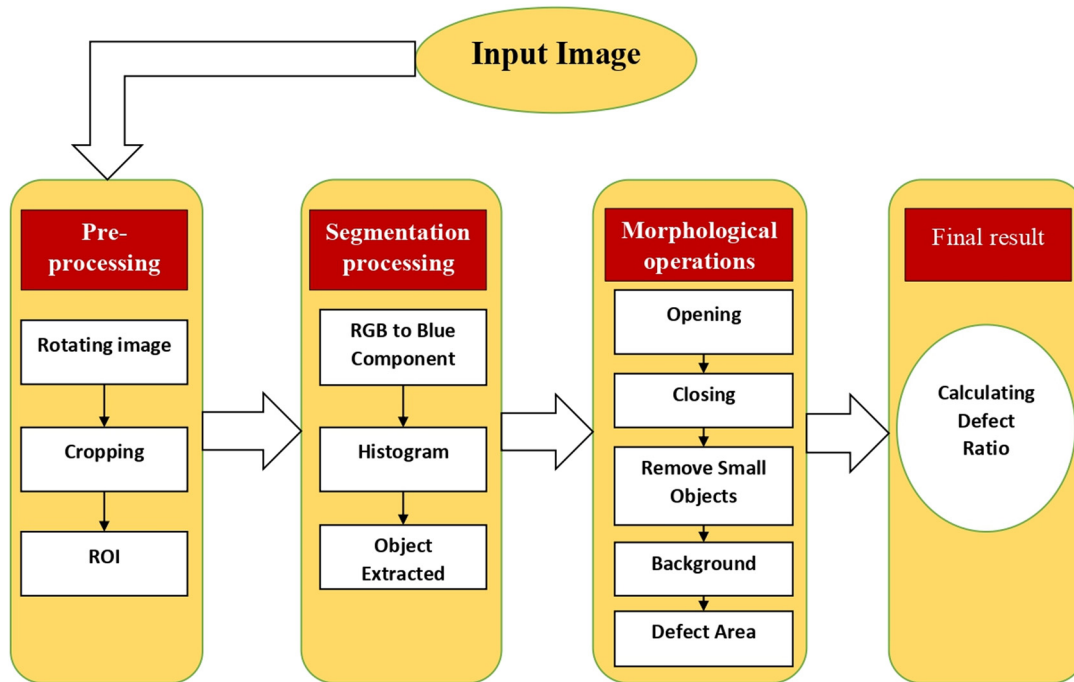 Input Image
Pre-
processing
Rotating image
Cropping
ROI
Segmentation
processing
RGB to Blue
Component
Histogram
Object
Extracted
Morphological
operations
Opening
Closing
Remove Small
Objects
Background
Defect Area
Final result
Calculating
Defect
Ratio